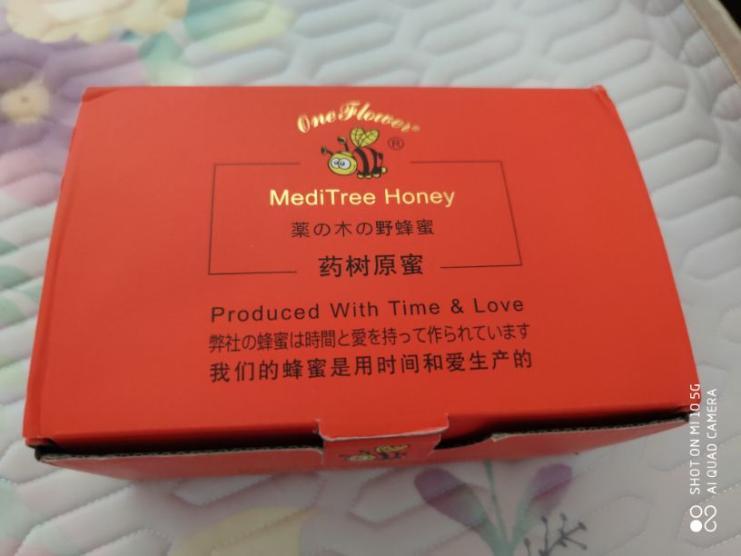 One Flower
®
MediTree Honey
薬の木の野蜂蜜
药树原蜜
Produced With Time & Love
弊社の蜂蜜は時間と愛を持って作られています
我们的蜂蜜是用时间和爱生产的
SHOT ON MI 10 5G
AI QUAD CAMERA